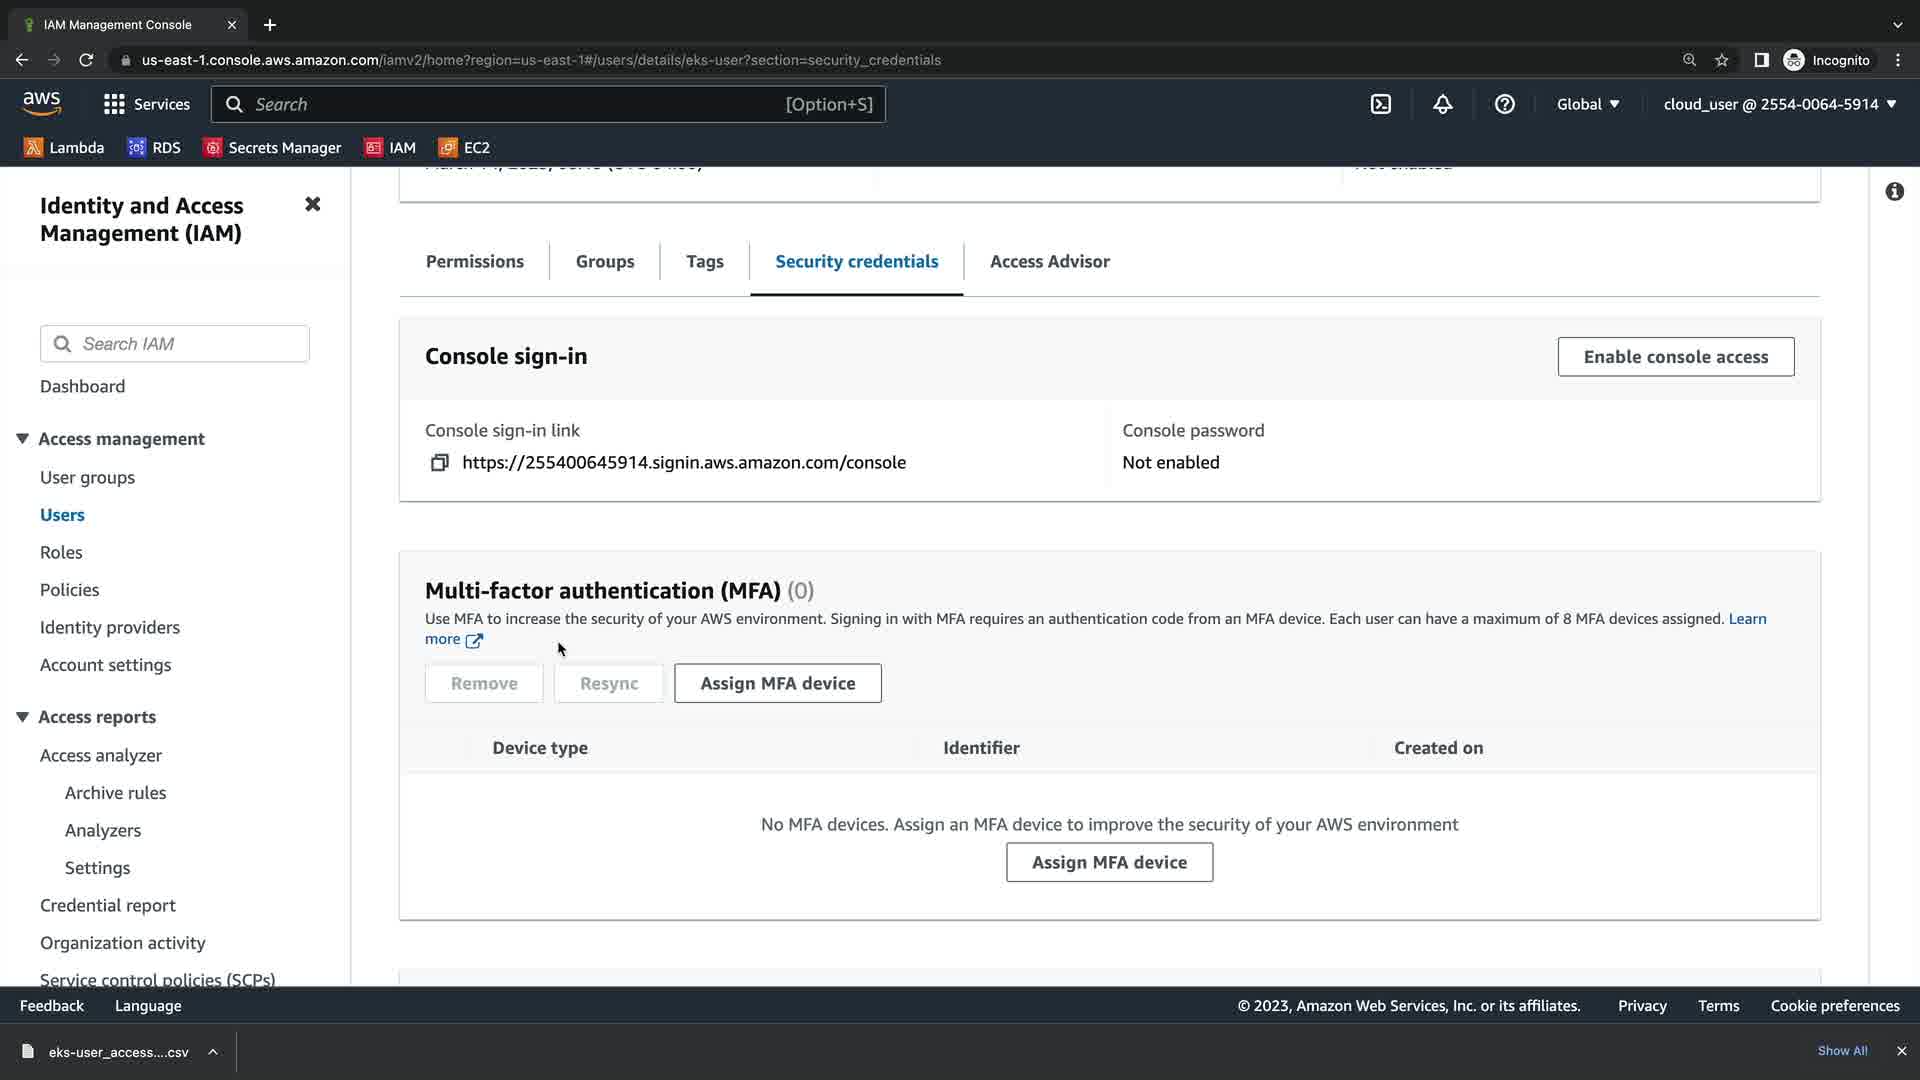 IAM Management Console
us-east-1.console.aws.amazon.com/iamv2/home?region=us-east-1#/users/details/eks-user?section=security_credentials
Incognito
aws
Services
Search
[Option+S]
Global
cloud_user @ 2554-0064-5914
Lambda
RDS
Secrets Manager
IAM
EC2
Identity and Access
Management (IAM)
Search IAM
Dashboard
Access management
User groups
Users
Roles
Policies
Identity providers
Account settings
Access reports
Access analyzer
Archive rules
Analyzers
Settings
Credential report
Organization activity
Service control policies (SCPs)
Permissions
Groups
Tags
Security credentials
Access Advisor
Console sign-in
Enable console access
Console sign-in link
https://255400645914.signin.aws.amazon.com/console
Console password
Not enabled
Multi-factor authentication (MFA) (0)
Use MFA to increase the security of your AWS environment. Signing in with MFA requires an authentication code from an MFA device. Each user can have a maximum of 8 MFA devices assigned. Learn
more
Remove
Resync
Assign MFA device
Device type
Identifier
Created on
No MFA devices. Assign an MFA device to improve the security of your AWS environment
Assign MFA device
Feedback
Language
© 2023, Amazon Web Services, Inc. or its affiliates.
Privacy
Terms
Cookie preferences
eks-user_access....csv
Show All